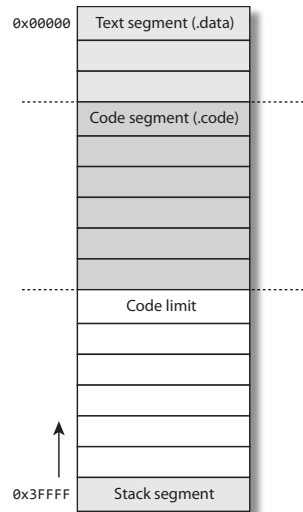 0x00000 Text segment (.data)
Code segment (.code)
Code limit
0x3FFFF Stack segment